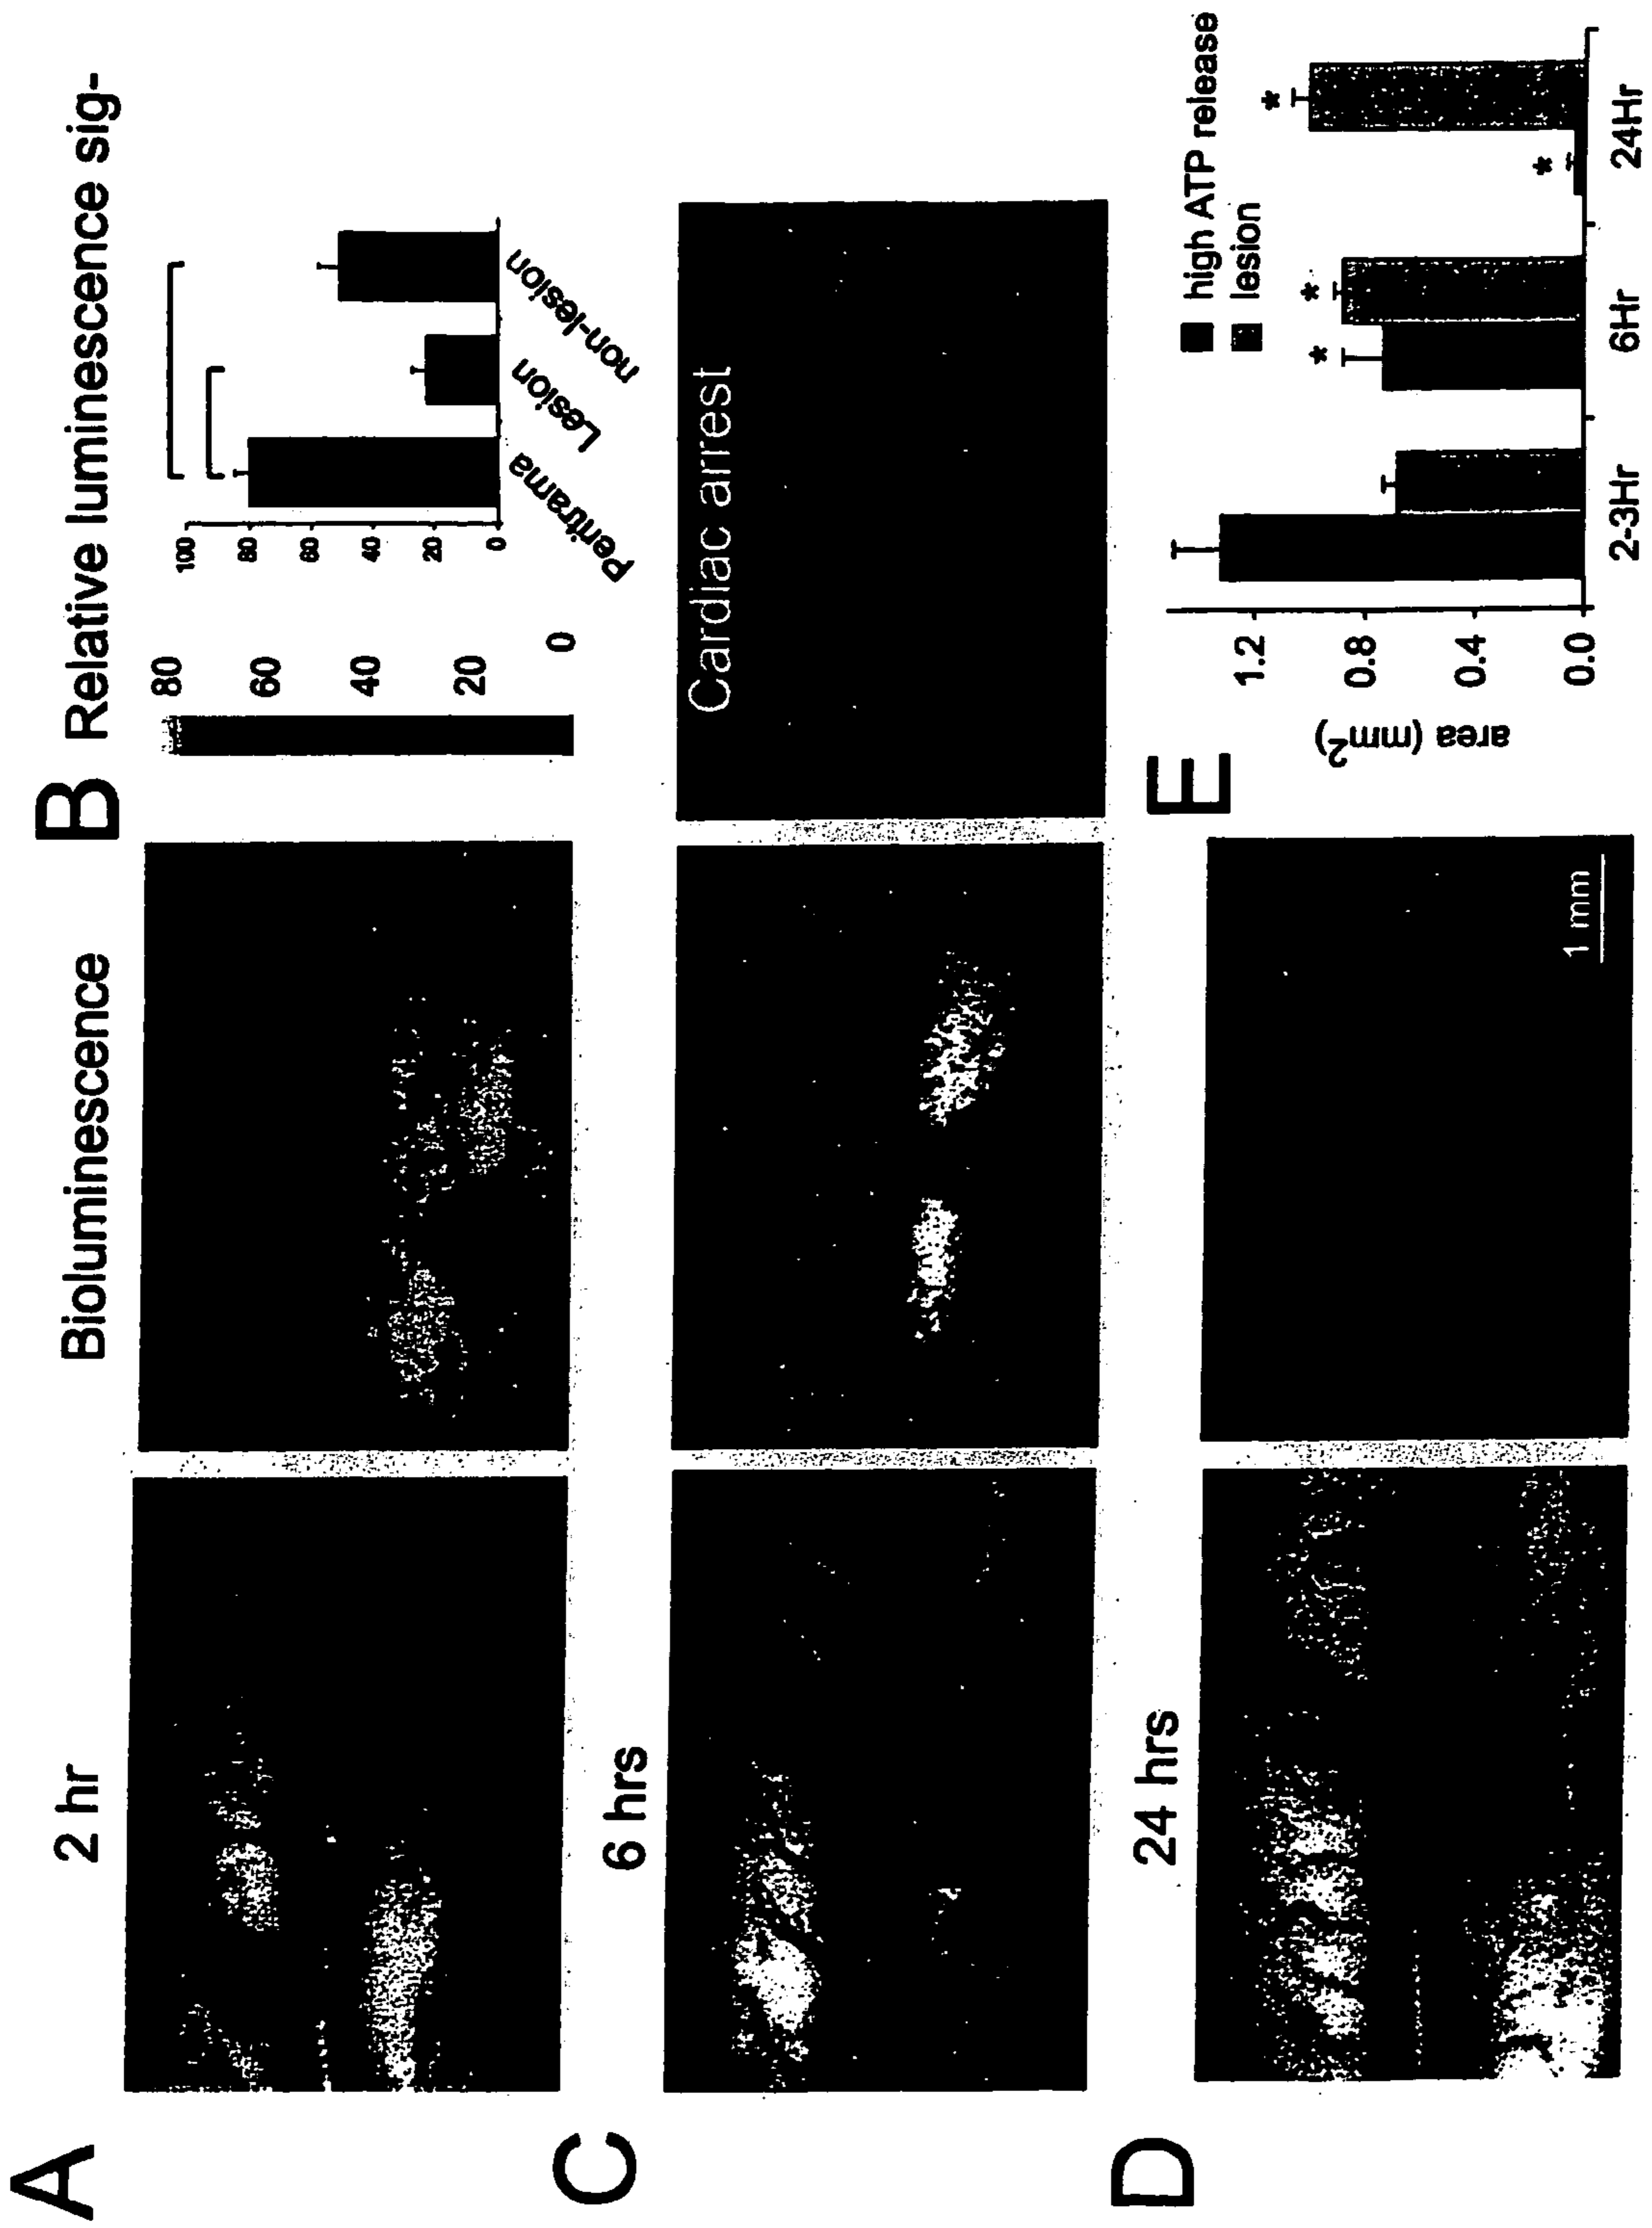 A
2 hr
Bioluminescence
B
Relative luminescence sig-
80
60
40
20
0
100
80
60
40
20
0
Peritrama
Lesion
non-lesion
C
6 hrs
Cardiac arrest
D
24 hrs
1 mm
E
area (mm2)
1.2
0.8
0.4
0.0
high ATP release
lesion
*
*
*
*
2-3Hr
6Hr
24Hr